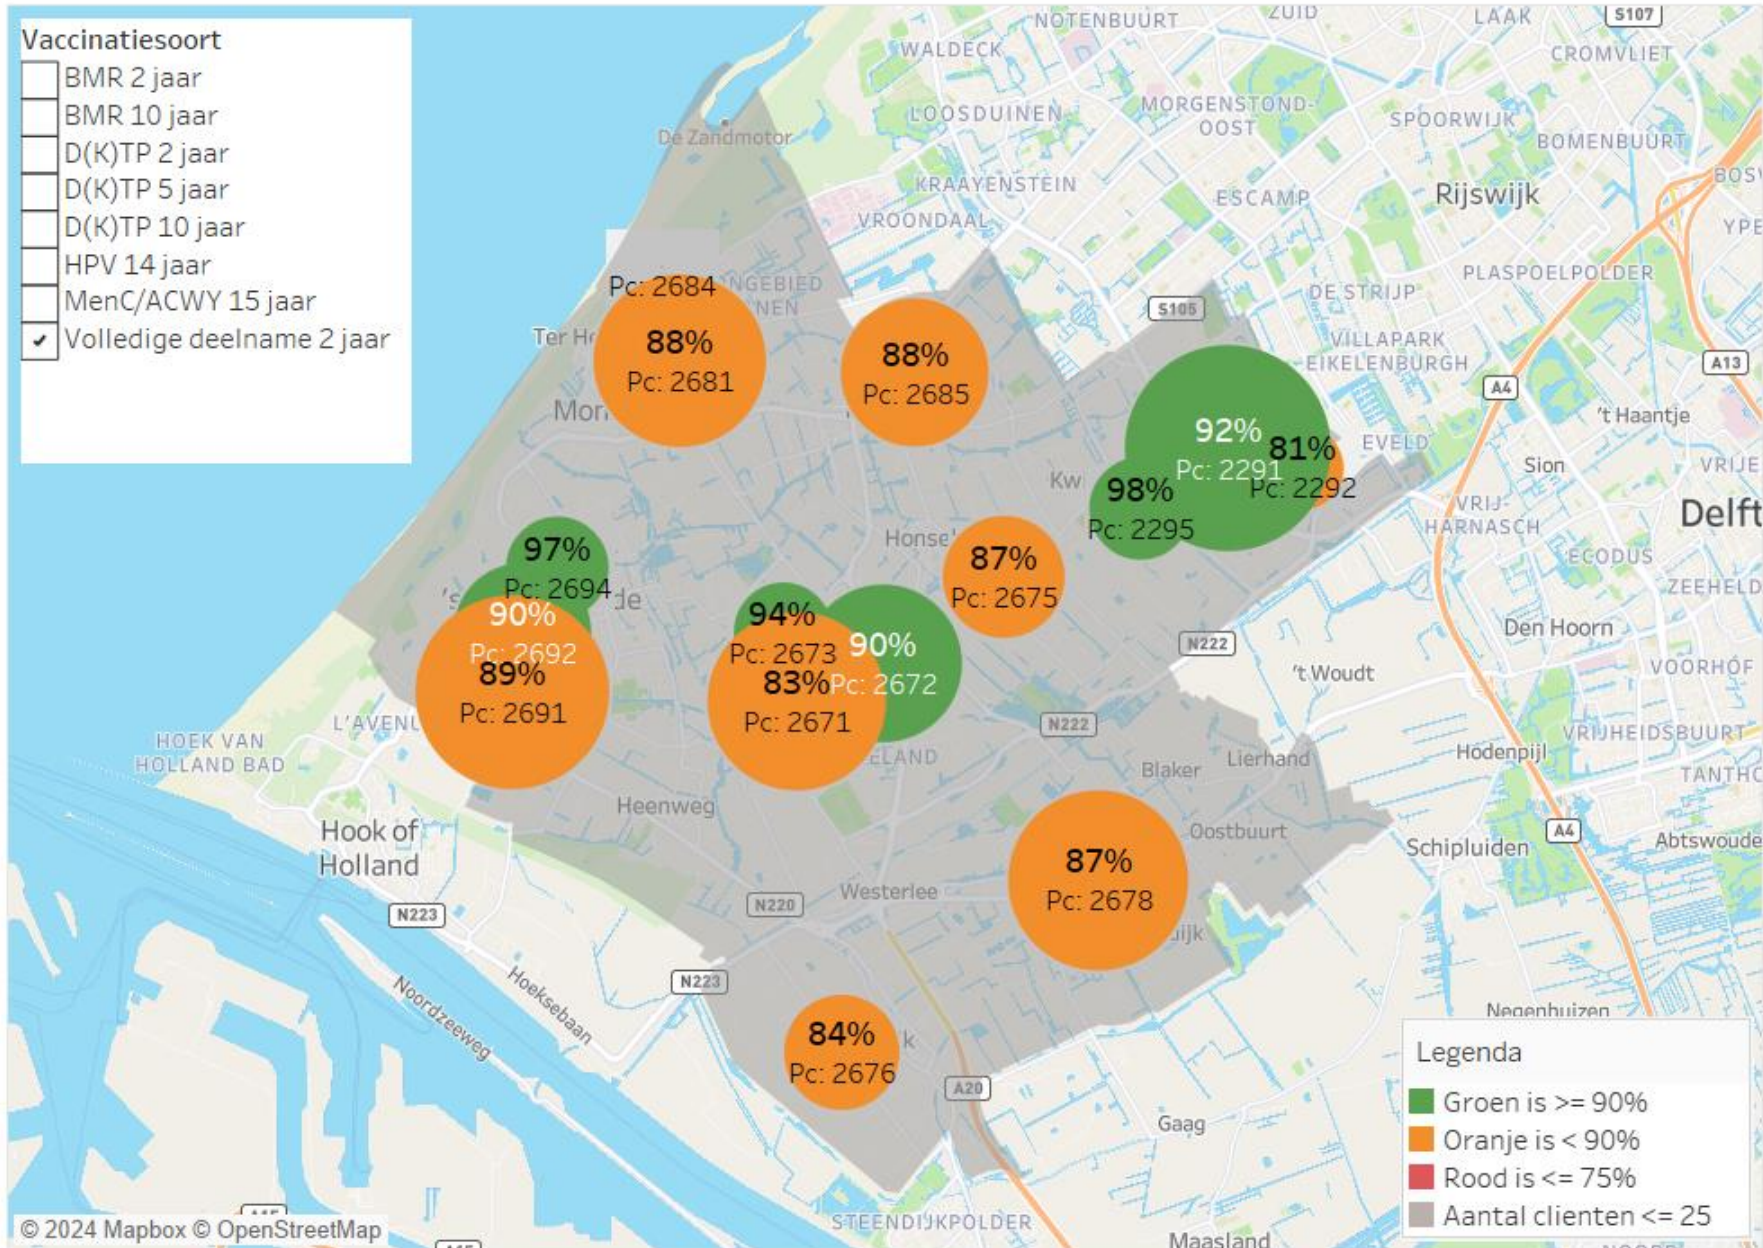 Vaccinatiesoort
BMR 2 jaar
BMR 10 jaar
D(K)TP 2 jaar
D(K)TP 5 jaar
D(K)TP 10 jaar
HPV 14 jaar
MenC/ACWY 15 jaar
Volledige deelname 2 jaar
NOTENBUURT
ZUID
LAAK
S107
WALDECK
CROMVLIET
LOOSDUINEN
MORGENSTOND-
OOST
SPOORWIJK
BOMENBUURT
De Zandmotor
KRAAYENSTEIN
ESCAMP
Rijswijk
VROONDAAL
PLASPOELPOLDER
DE STRIJP
S105
VILLAPARK
EIKELENBURGH
A13
A4
't Haantje
Pc: 2684
88%
Pc: 2681
88%
Pc: 2685
92%
Pc: 2291
81%
Pc: 2292
98%
Pc: 2295
Sion
VRIJ-
HARNASCH
Delft
ECODUS
97%
Pc: 2694
87%
Pc: 2675
90%
Pc: 2692
94%
Pc: 2673
90%
Pc: 2672
89%
Pc: 2691
83%
Pc: 2671
N222
Den Hoorn
't Woudt
VOORHOF
N222
HOEK VAN
HOLLAND BAD
VRIJHEIDSBUURT
Hodenpijl
Blaker
Lierhand
Heenweg
Hook of
Holland
Oostbuurt
A4
Schipluiden
Abtswoude
87%
Pc: 2678
Westerlee
N220
N223
N223
Hoeksebaan
Noordzeeweg
Negenhuizen
84%
Pc: 2676
A20
Gaag
Legenda
Groen is >= 90%
Oranje is < 90%
Rood is <= 75%
Aantal clienten <= 25
STEENDIJKPOLDER
Maasland
© 2024 Mapbox © OpenStreetMap